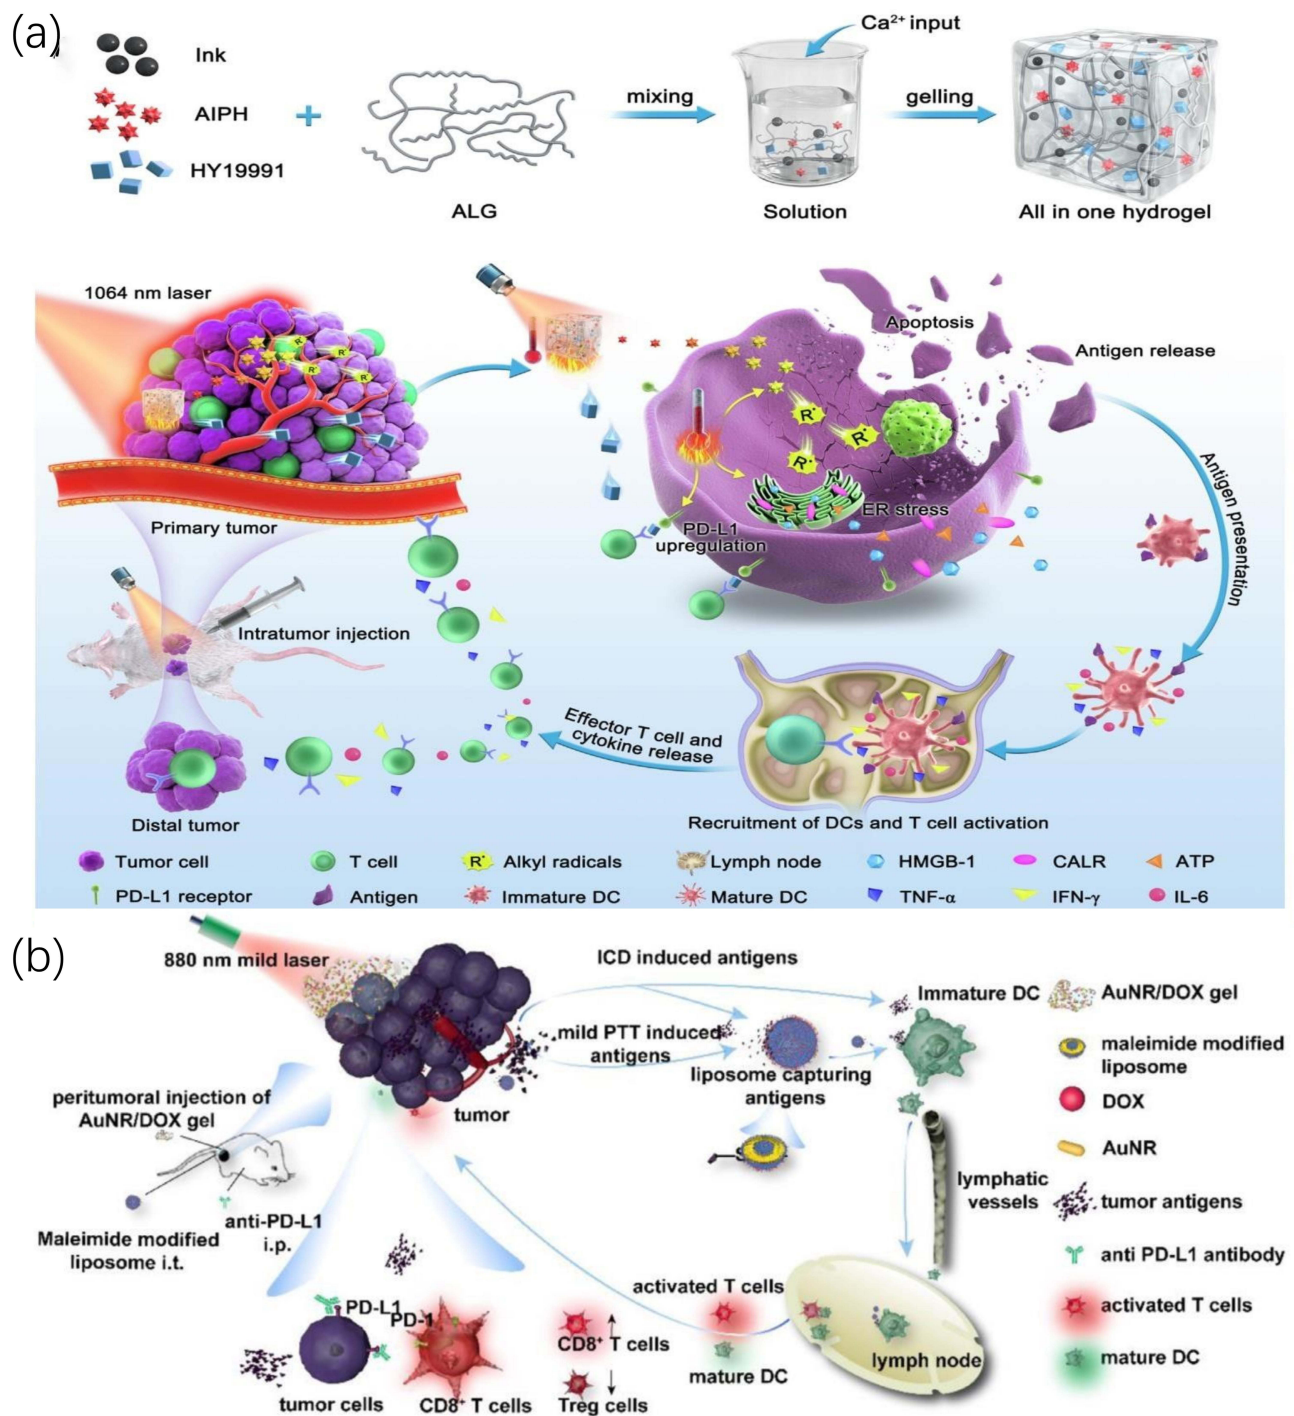 (a)
Ink
AIPH
HY19991
ALG
mixing
Ca²⁺ input
Solution
gelling
All in one hydrogel
1064 nm laser
R•
R•
R•
R•
Primary tumor
Intratumor injection
Distal tumor
Apoptosis
Antigen release
R•
R•
R•
ER stress
PD-L1
upregulation
Antigen presentation
Effector T cell and
cytokine release
Recruitment of DCs and T cell activation
Tumor cell
T cell
R• Alkyl radicals
Lymph node
HMGB-1
CALR
ATP
PD-L1 receptor
Antigen
Immature DC
Mature DC
TNF-α
IFN-γ
IL-6
(b)
880 nm mild laser
ICD induced antigens
mild PTT induced
antigens
liposome capturing
antigens
Immature DC
tumor
peritumoral injection of
AuNR/DOX gel
anti-PD-L1
i.p.
Maleimide modified
liposome i.t.
lymphatic
vessels
PD-L1
PD-1
tumor cells
CD8⁺ T cells
CD8⁺ T cells
Treg cells
activated T cells
mature DC
lymph node
AuNR/DOX gel
maleimide modified
liposome
DOX
AuNR
tumor antigens
anti PD-L1 antibody
activated T cells
mature DC